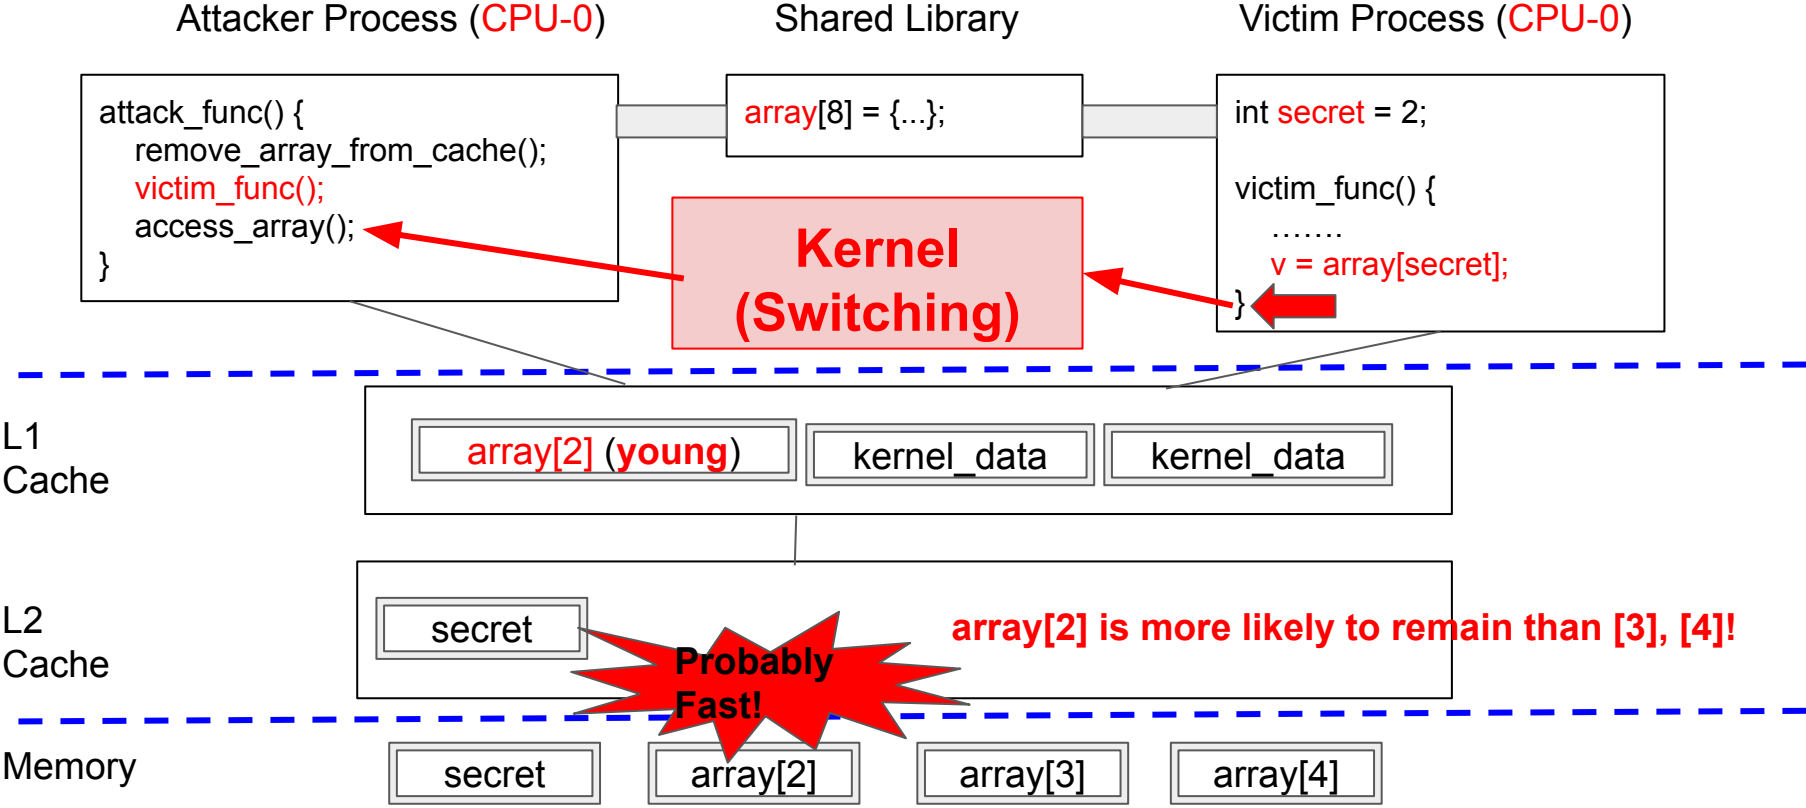 Attacker Process (CPU-0)
Shared Library
Victim Process (CPU-0)
attack_func() {
remove_array_from_cache();
victim_func();
access_array();
}
array[8] = {...};
int secret = 2;
victim_func() {
…….
v = array[secret];
}
Kernel
(Switching)
L1
Cache
array[2] (young)
kernel_data
kernel_data
L2
Cache
secret
Probably
Fast!
array[2] is more likely to remain than [3], [4]!
Memory
secret
array[2]
array[3]
array[4]